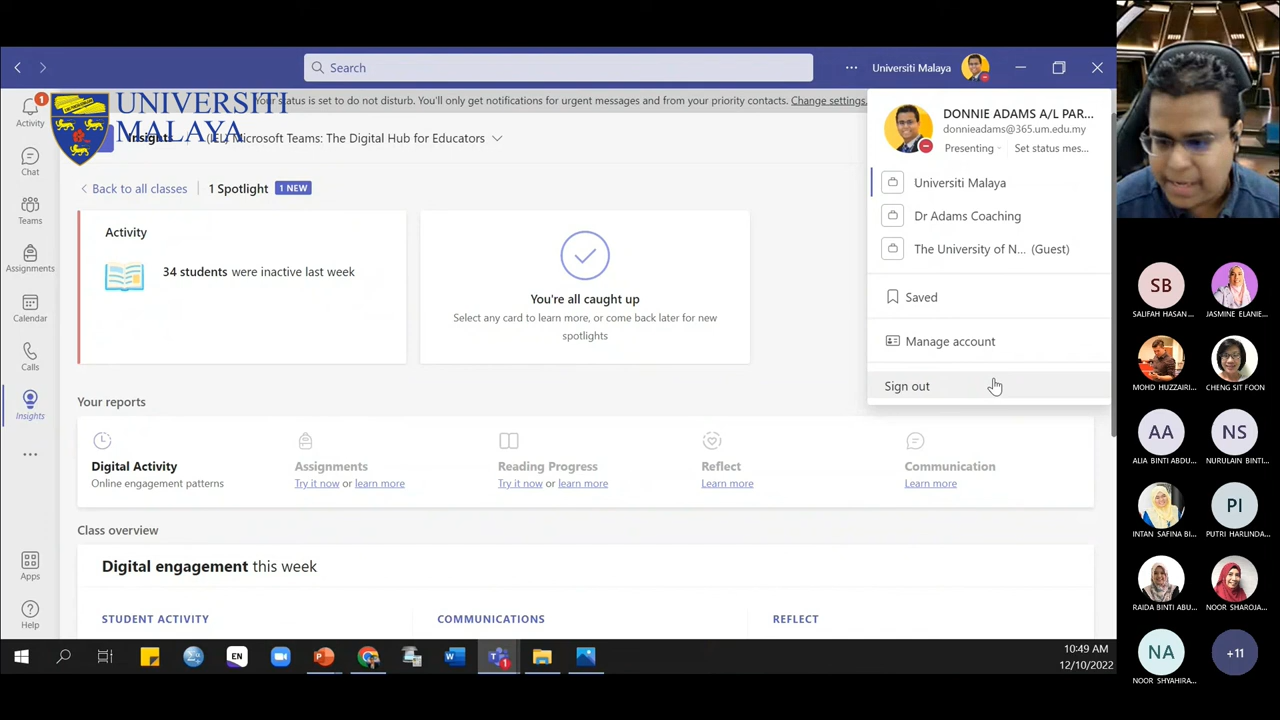 Search
Universiti Malaya
1
Activity
Chat
Teams
Assignments
Calendar
Calls
Insights
Apps
Help
UNIVERSITI
MALAYA
Your status is set to do not disturb. You'll only get notifications for urgent messages and from your priority contacts. Change settings.
Insights
(IEL) Microsoft Teams: The Digital Hub for Educators
Back to all classes
1 Spotlight
1 NEW
Activity
34 students were inactive last week
You're all caught up
Select any card to learn more, or come back later for new
spotlights
DONNIE ADAMS A/L PAR...
donnieadams@365.um.edu.my
Presenting
Set status mes...
Universiti Malaya
Dr Adams Coaching
The University of N... (Guest)
Saved
Manage account
Sign out
Your reports
Digital Activity
Online engagement patterns
Assignments
Try it now or learn more
Reading Progress
Try it now or learn more
Reflect
Learn more
Communication
Learn more
Class overview
Digital engagement this week
STUDENT ACTIVITY
COMMUNICATIONS
REFLECT
EN
1
10:49 AM
12/10/2022
SB
SALIFAH HASAN ...
JASMINE ELANIE...
MOHD HUZZAIRI...
CHENG SIT FOON
AA
ALIA BINTI ABDU...
NS
NURULAIN BINTI...
INTAN SAFINA BI...
PI
PUTRI HARLINDA...
RAIDA BINTI ABU...
NOOR SHAROJA...
NA
NOOR SHYAHIRA...
+11